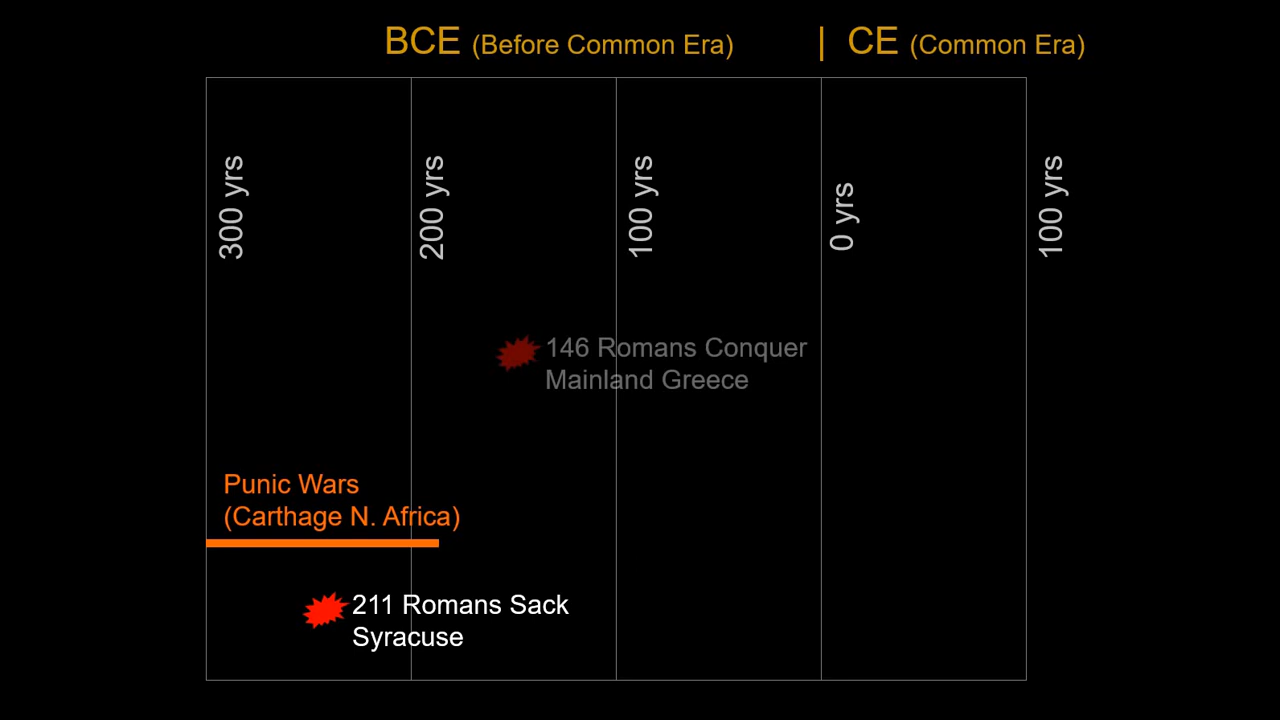 BCE (Before Common Era) | CE (Common Era)
300 yrs
200 yrs
100 yrs
0 yrs
100 yrs
146 Romans Conquer
Mainland Greece
Punic Wars
(Carthage N. Africa)
211 Romans Sack
Syracuse